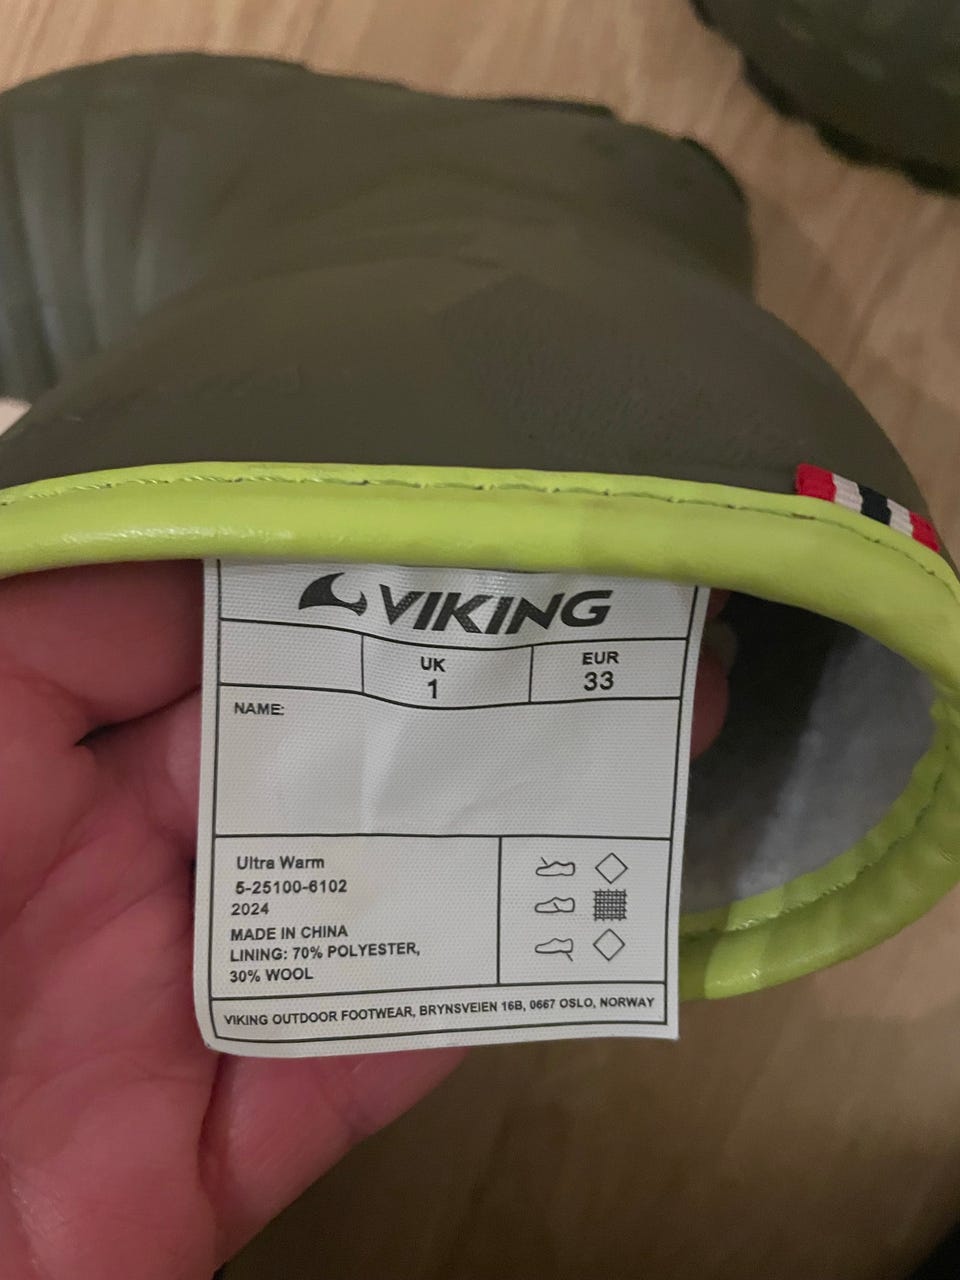 VIKING
UK
1
EUR
33
NAME:
Ultra Warm
5-25100-6102
2024
MADE IN CHINA
LINING: 70% POLYESTER,
30% WOOL
VIKING OUTDOOR FOOTWEAR, BRYNSVEIEN 16B, 0667 OSLO, NORWAY